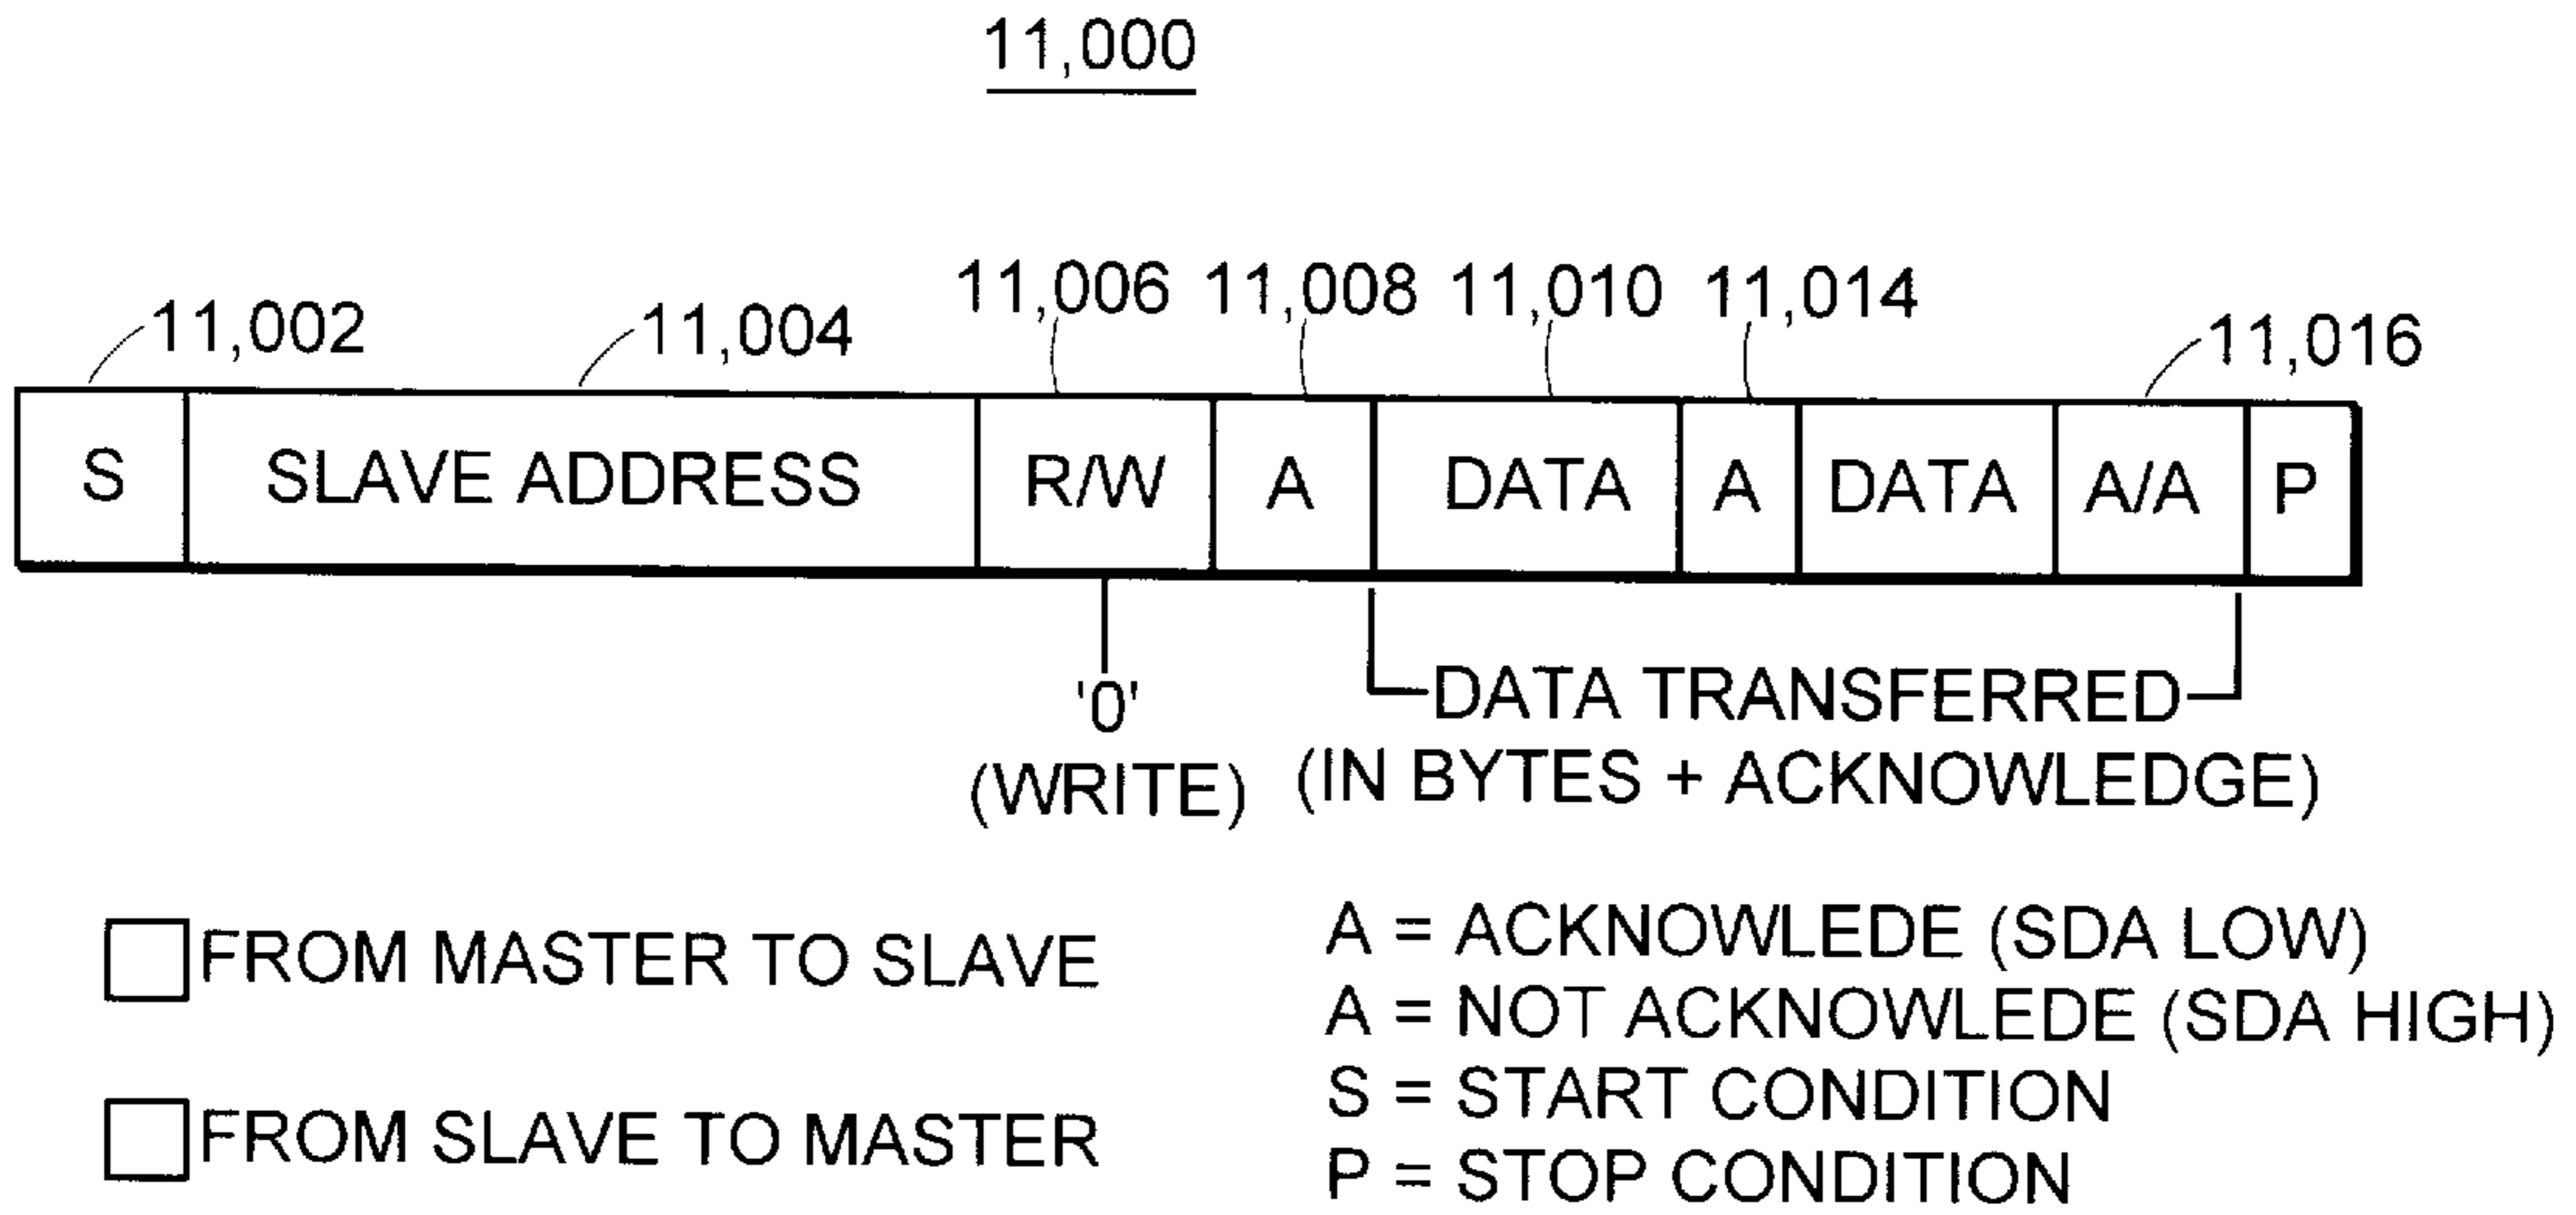 11,000
11,002 11,004 11,006 11,008 11,010 11,014 11,016
S SLAVE ADDRESS R/W A DATA A DATA A/A P
'0' DATA TRANSFERRED
(WRITE) (IN BYTES + ACKNOWLEDGE)
FROM MASTER TO SLAVE
FROM SLAVE TO MASTER
A = ACKNOWLEDE (SDA LOW)
A = NOT ACKNOWLEDE (SDA HIGH)
S = START CONDITION
P = STOP CONDITION